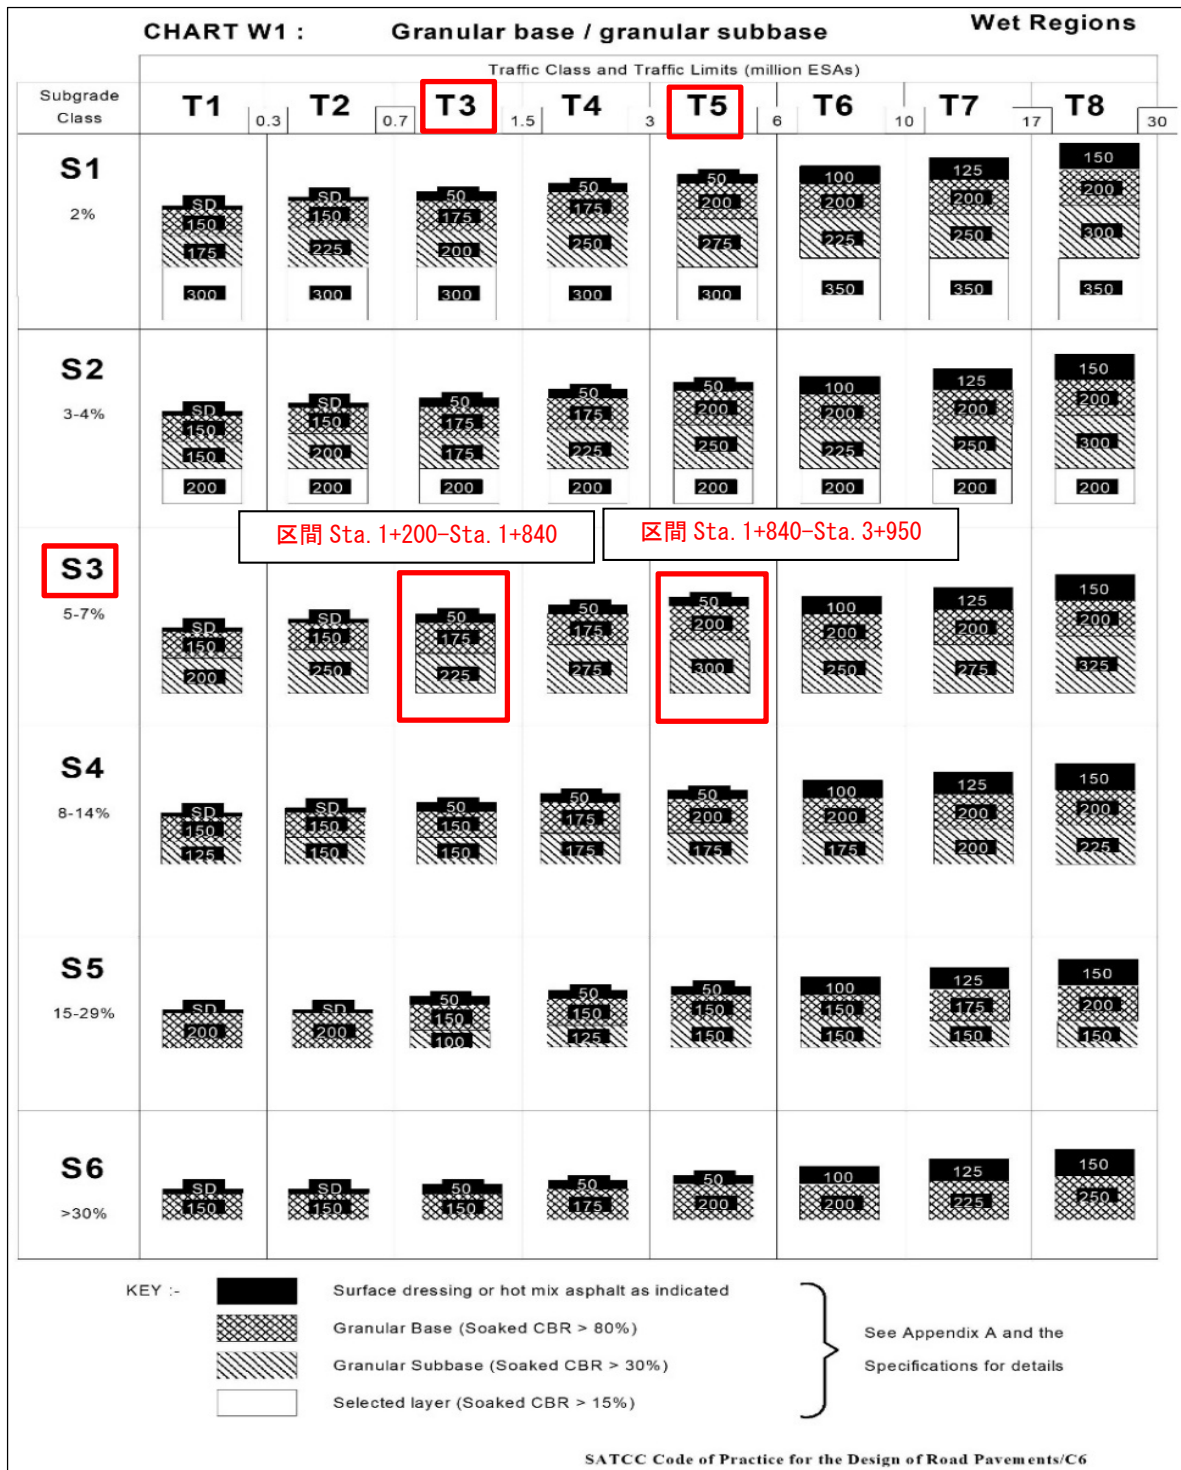 CHART W1 : Granular base / granular subbase Wet Regions
Traffic Class and Traffic Limits (million ESAs)
Subgrade Class T1 0.3 T2 0.7 T3 1.5 T4 3 T5 6 T6 10 T7 17 T8 30
S1
2%
SD 150 175 300
SD 150 225 300
50 175 200 300
50 175 250 300
50 200 275 300
100 200 225 350
125 200 250 350
150 200 300 350
S2
3-4%
SD 150 150 200
SD 150 200 200
50 175 175 200
50 175 225 200
50 200 250 200
100 200 225 200
125 200 250 200
150 200 300 200
区間 Sta. 1+200-Sta. 1+840
区間 Sta. 1+840-Sta. 3+950
S3
5-7%
SD 150 200
SD 150 250
50 175 225
50 175 275
50 200 300
100 200 250
125 200 275
150 200 325
S4
8-14%
SD 150 125
SD 150 150
50 150 150
50 175 175
50 200 175
100 200 175
125 200 200
150 200 225
S5
15-29%
SD 200
SD 200
50 150 100
50 150 125
50 150 150
100 150 150
125 175 150
150 200 150
S6
>30%
SD 150
SD 150
50 150
50 175
50 200
100 200
125 225
150 250
KEY :-
Surface dressing or hot mix asphalt as indicated
Granular Base (Soaked CBR > 80%)
Granular Subbase (Soaked CBR > 30%)
Selected layer (Soaked CBR > 15%)
See Appendix A and the
Specifications for details
SATCC Code of Practice for the Design of Road Pavements/C6